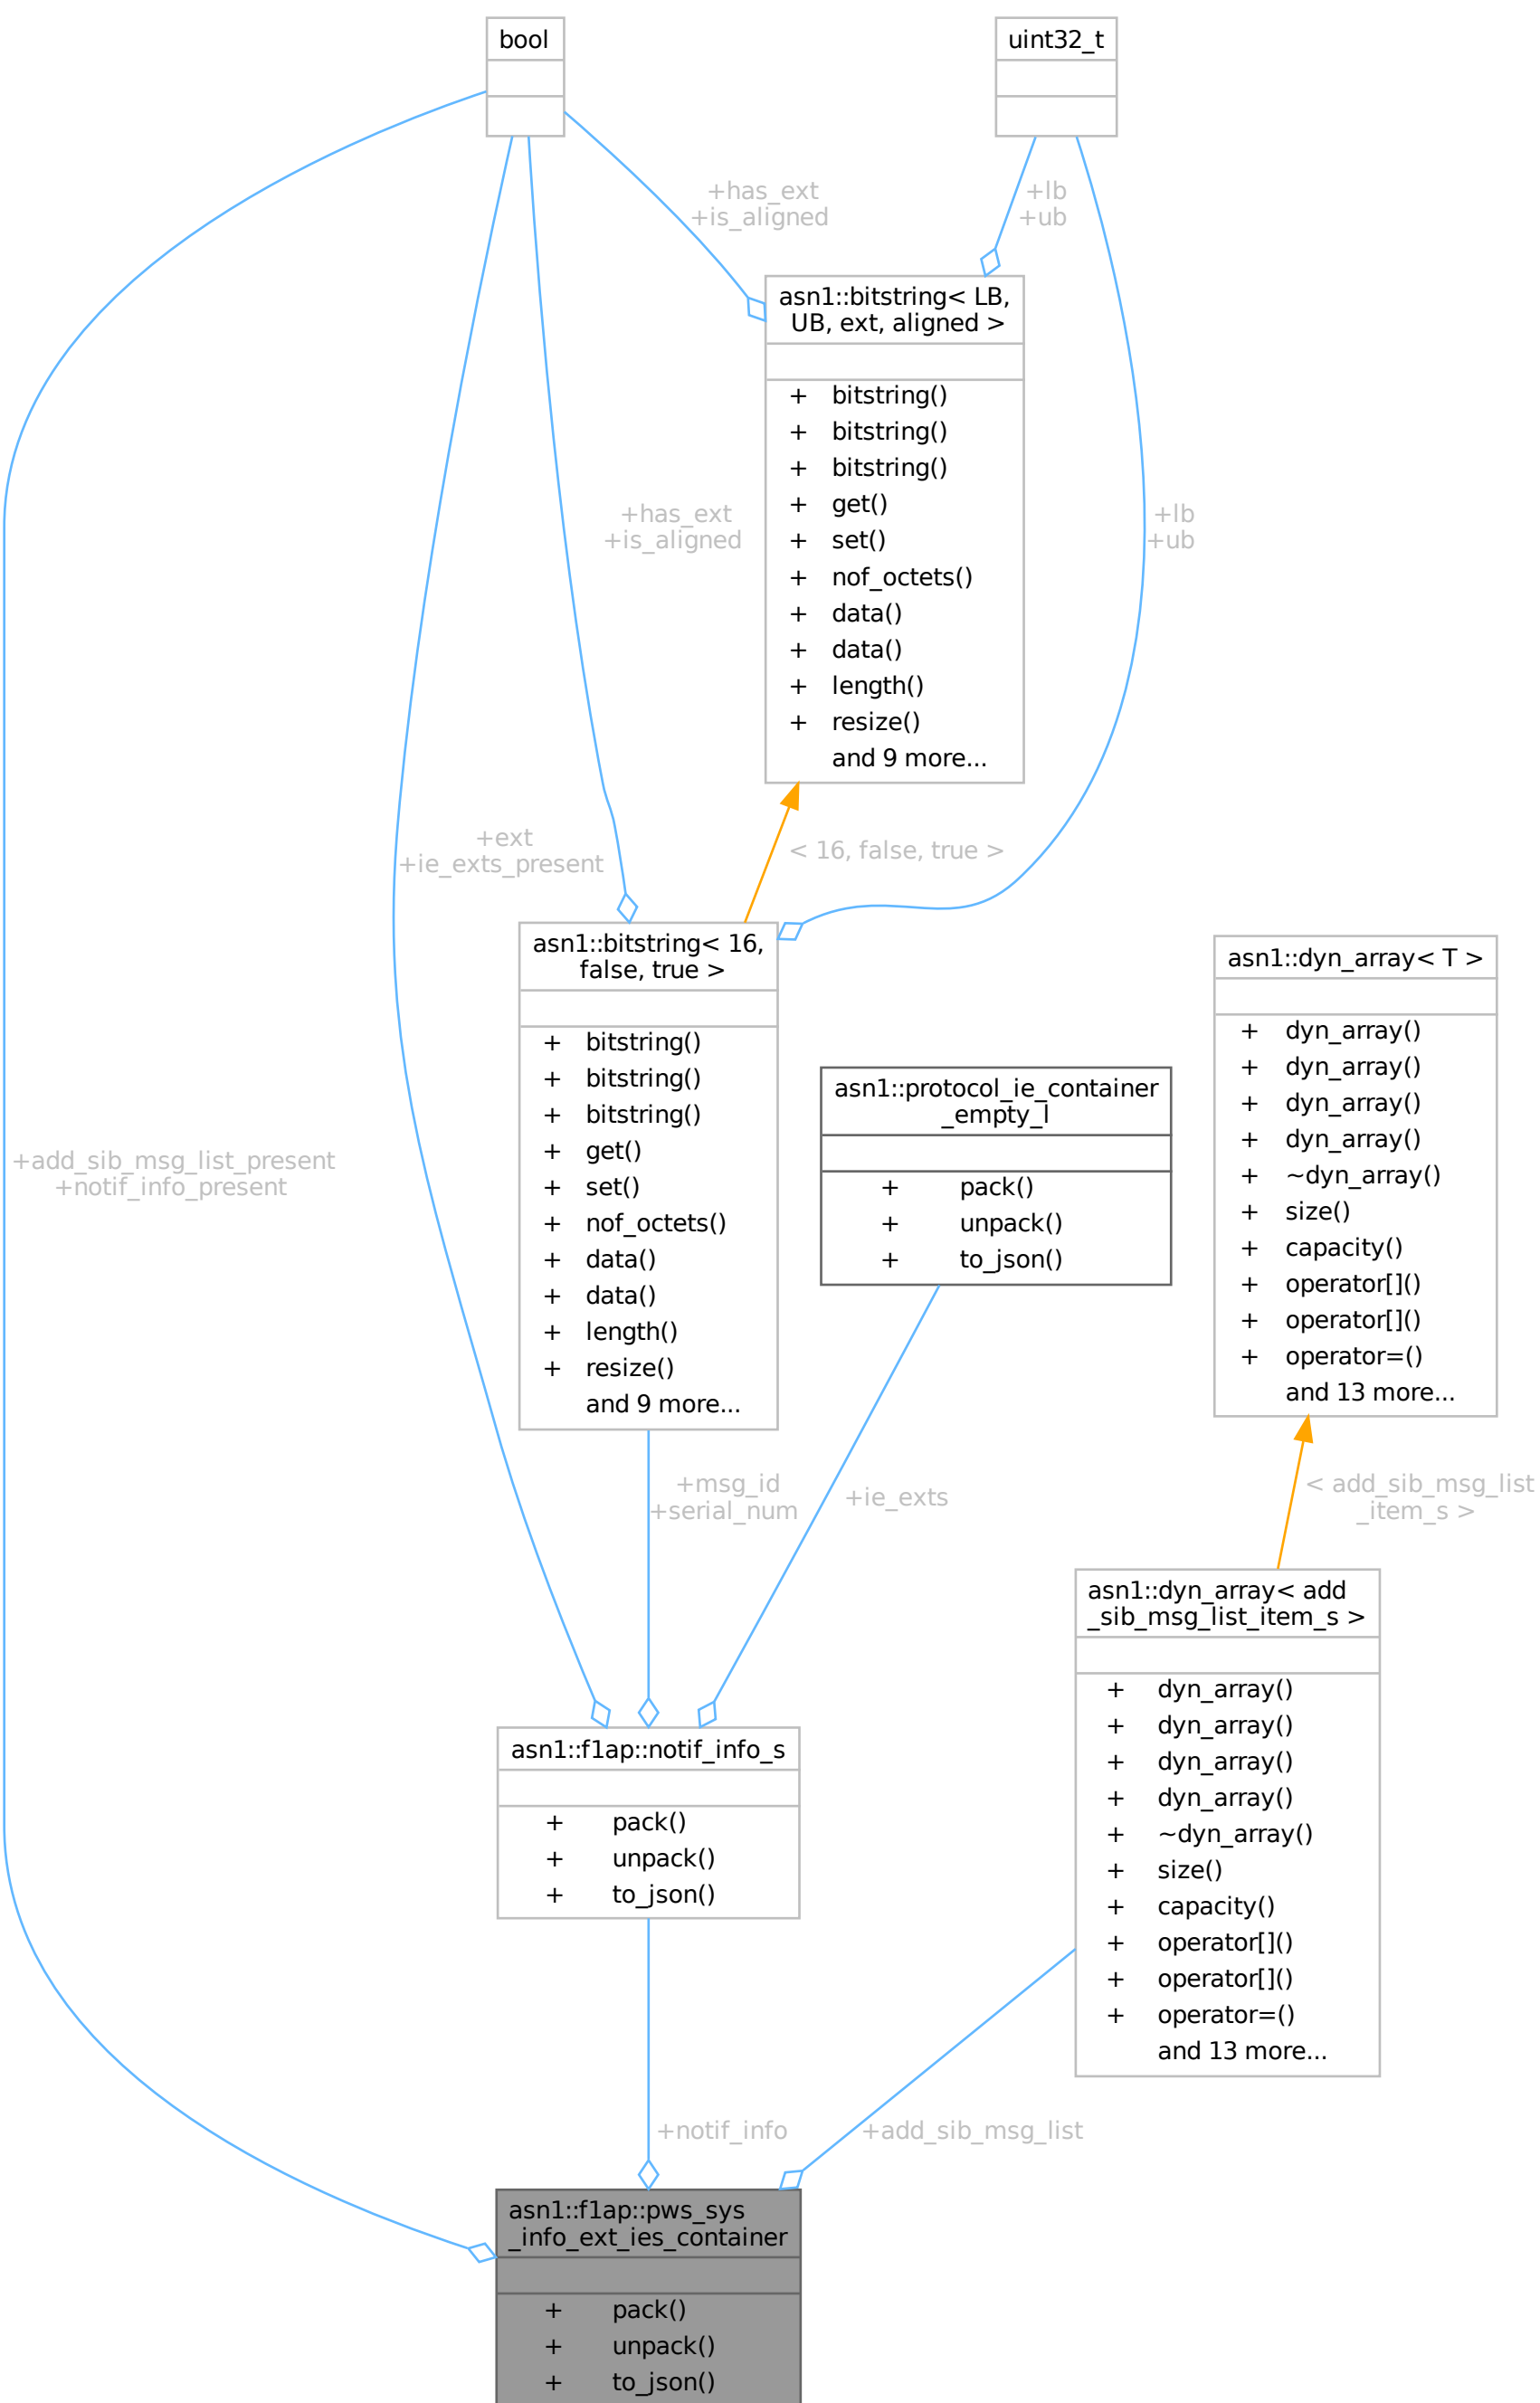 bool
uint32_t
+has_ext
+is_aligned
+lb
+ub
asn1::bitstring< LB,
UB, ext, aligned >
+ bitstring()
+ bitstring()
+ bitstring()
+ get()
+ set()
+ nof_octets()
+ data()
+ data()
+ length()
+ resize()
and 9 more...
+has_ext
+is_aligned
+lb
+ub
+ext
+ie_exts_present
< 16, false, true >
asn1::bitstring< 16,
false, true >
+ bitstring()
+ bitstring()
+ bitstring()
+ get()
+ set()
+ nof_octets()
+ data()
+ data()
+ length()
+ resize()
and 9 more...
asn1::dyn_array< T >
+ dyn_array()
+ dyn_array()
+ dyn_array()
+ dyn_array()
+ ~dyn_array()
+ size()
+ capacity()
+ operator[]()
+ operator[]()
+ operator=()
and 13 more...
asn1::protocol_ie_container
_empty_l
+ pack()
+ unpack()
+ to_json()
+add_sib_msg_list_present
+notif_info_present
+msg_id
+serial_num
+ie_exts
< add_sib_msg_list
_item_s >
asn1::dyn_array< add
_sib_msg_list_item_s >
+ dyn_array()
+ dyn_array()
+ dyn_array()
+ dyn_array()
+ ~dyn_array()
+ size()
+ capacity()
+ operator[]()
+ operator[]()
+ operator=()
and 13 more...
asn1::f1ap::notif_info_s
+ pack()
+ unpack()
+ to_json()
+notif_info
+add_sib_msg_list
asn1::f1ap::pws_sys
_info_ext_ies_container
+ pack()
+ unpack()
+ to_json()